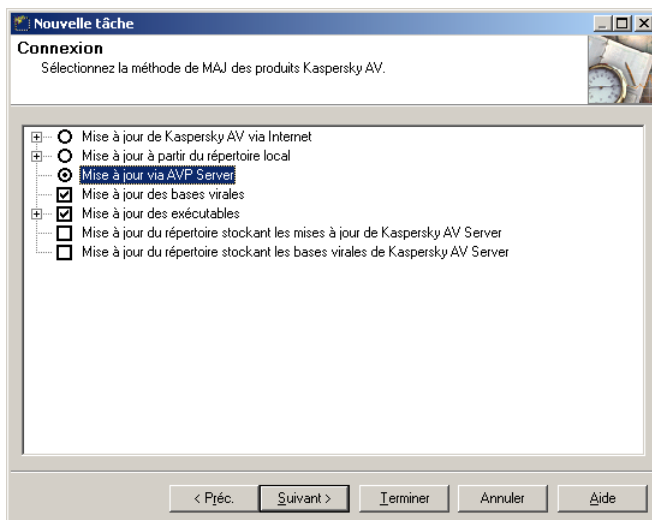 Nouvelle tâche
Connexion
Sélectionnez la méthode de MAJ des produits Kaspersky AV.
Mise à jour de Kaspersky AV via Internet
Mise à jour à partir du répertoire local
Mise à jour via AVP Server
Mise à jour des bases virales
Mise à jour des exécutables
Mise à jour du répertoire stockant les mises à jour de Kaspersky AV Server
Mise à jour du répertoire stockant les bases virales de Kaspersky AV Server
< Préc. Suivant > Terminer Annuler Aide